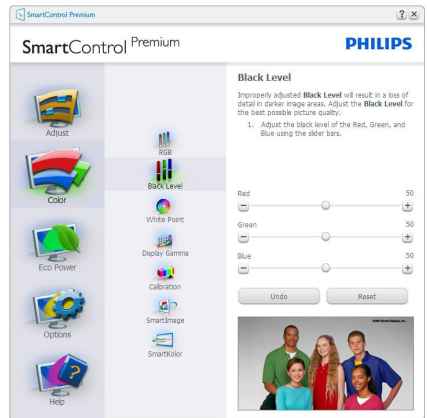 SmartControl Premium
? ×
SmartControl Premium
PHILIPS
Adjust
Color
Eco Power
Options
Help
RGB
Black Level
White Point
Display Gamma
Calibration
SmartImage
SmartKolor
Black Level
Improperly adjusted Black Level will result in a loss of
detail in darker image areas. Adjust the Black Level for
the best possible picture quality.
1. Adjust the black level of the Red, Green, and
Blue using the slider bars.
Red 50
Green 50
Blue 50
Undo Reset